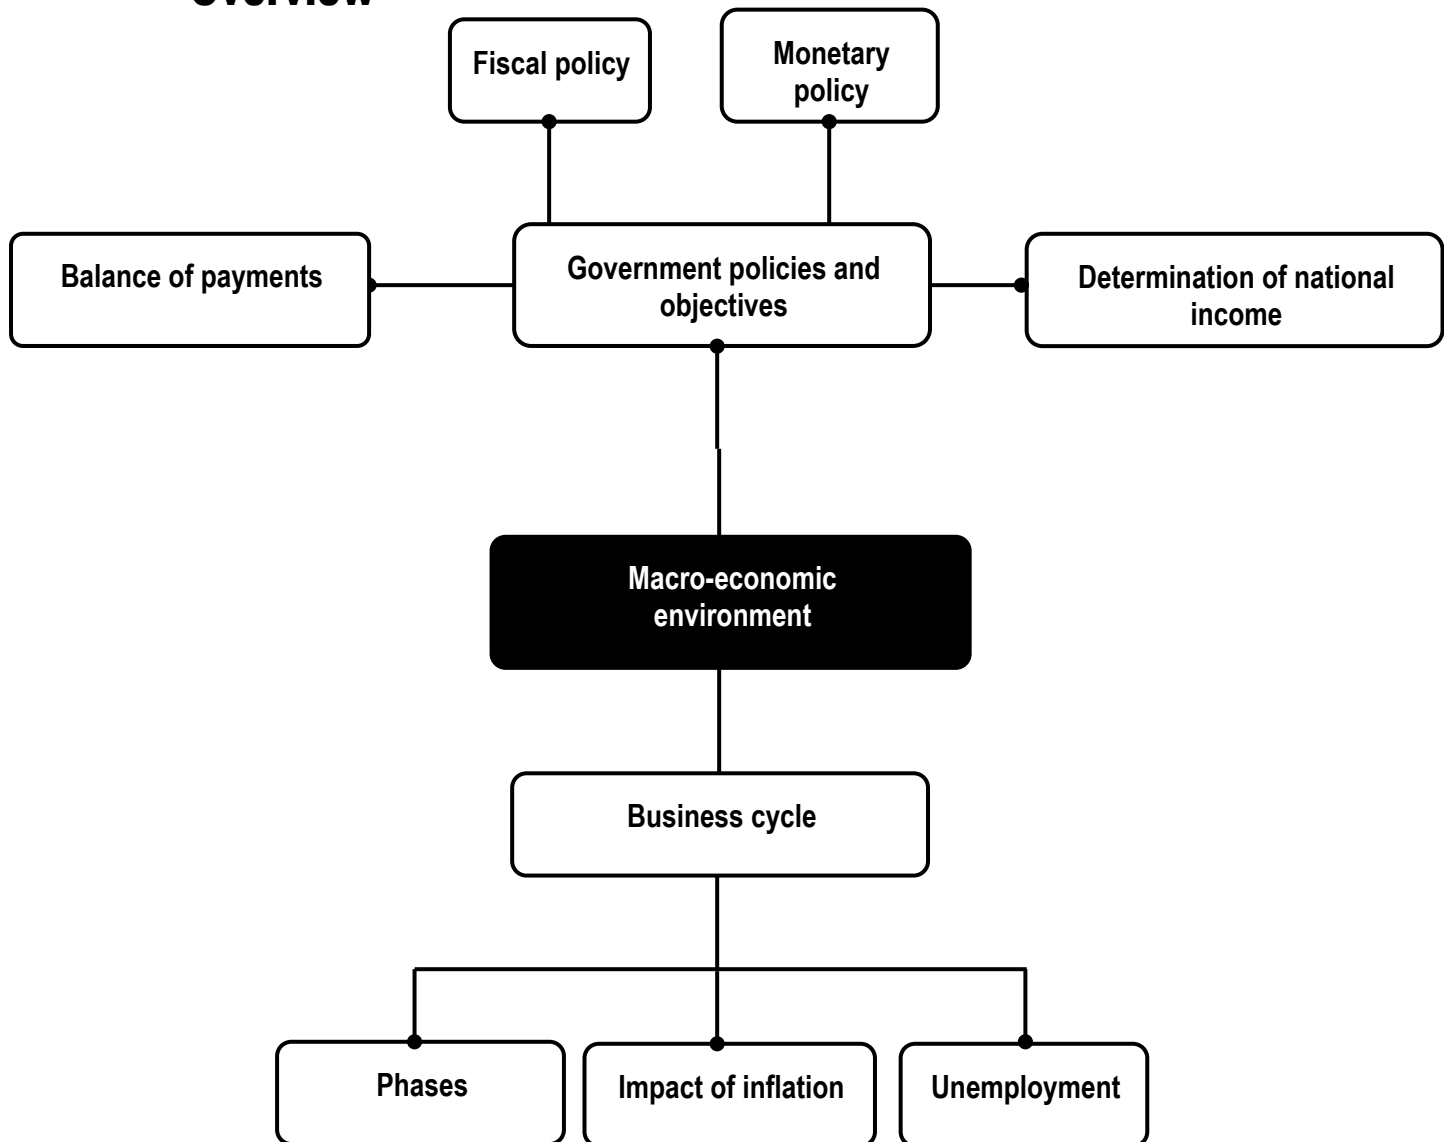 Overview
Fiscal policy
Monetary
policy
Balance of payments
Government policies and
objectives
Determination of national
income
Macro-economic
environment
Business cycle
Phases
Impact of inflation
Unemployment